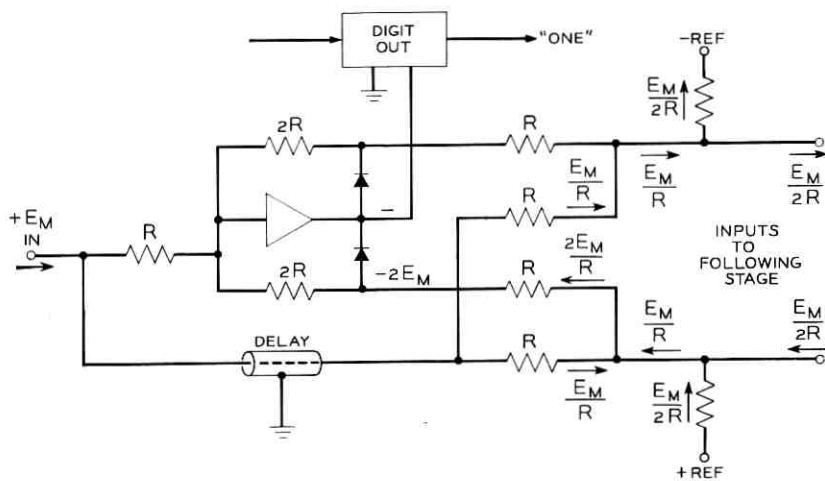 DIGIT
OUT
"ONE"
-REF
E_M/2R
2R
R
E_M/R
E_M/R
E_M/2R
+E_M
IN
R
-
R
INPUTS
TO
FOLLOWING
STAGE
2E_M/R
2R
-2E_M
R
E_M/R
E_M/2R
DELAY
R
E_M/R
E_M/2R
+REF